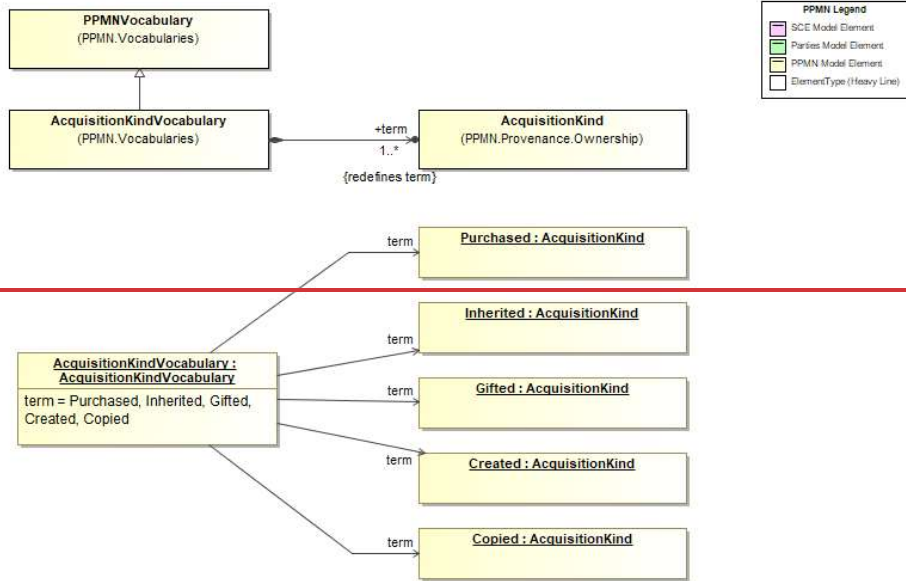 PPMNVocabulary
(PPMN.Vocabularies)
PPMN Legend
SCE Model Element
Parties Model Element
PPMN Model Element
ElementType (Heavy Line)
AcquisitionKindVocabulary
(PPMN.Vocabularies)
+term
1..*
{redefines term}
AcquisitionKind
(PPMN.Provenance.Ownership)
term
Purchased : AcquisitionKind
term
Inherited : AcquisitionKind
AcquisitionKindVocabulary :
AcquisitionKindVocabulary
term = Purchased, Inherited, Gifted,
Created, Copied
term
Gifted : AcquisitionKind
term
Created : AcquisitionKind
term
Copied : AcquisitionKind